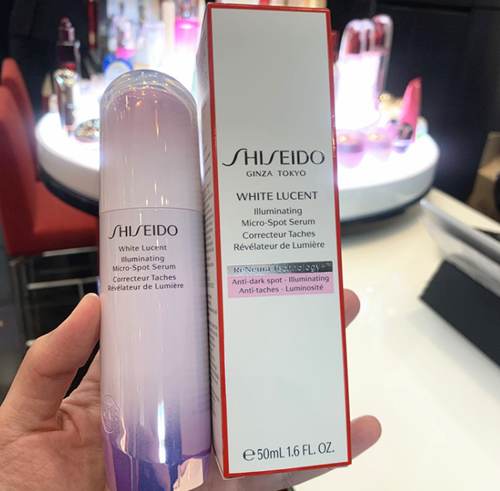 SHISEIDO
White Lucent
Illuminating
Micro-Spot Serum
Correcteur Taches
Révélateur de Lumière
SHISEIDO
GINZA TOKYO
WHITE LUCENT
Illuminating
Micro-Spot Serum
Correcteur Taches
Révélateur de Lumière
ReNeura Technology+
Anti-dark spot - Illuminating
Anti-taches - Luminosité
℮50mL 1.6 FL. OZ.